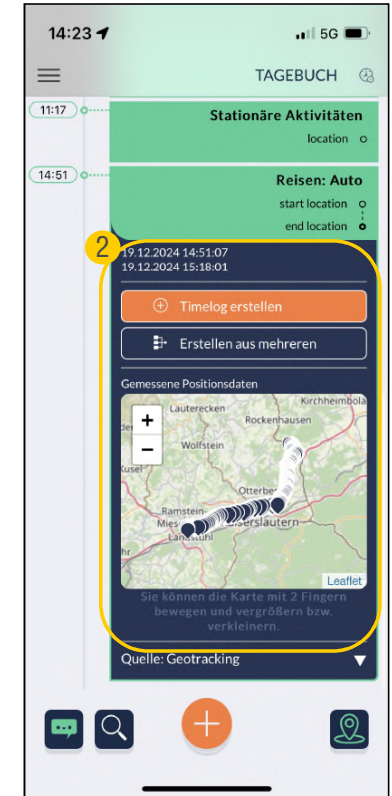 14:23
5G
TAGEBUCH
11:17
Stationäre Aktivitäten
location
14:51
Reisen: Auto
start location
end location
2
19.12.2024 14:51:07
19.12.2024 15:18:01
Timelog erstellen
Erstellen aus mehreren
Gemessene Positionsdaten
+
−
Lauterecken
Kirchheimbola
Rockenhausen
Wolfstein
Kusel
Otterbe
Ramstein-
Mies
Kaiserslautern
Landstuhl
hr
Leaflet
Sie können die Karte mit 2 Fingern
bewegen und vergrößern bzw.
verkleinern.
Quelle: Geotracking